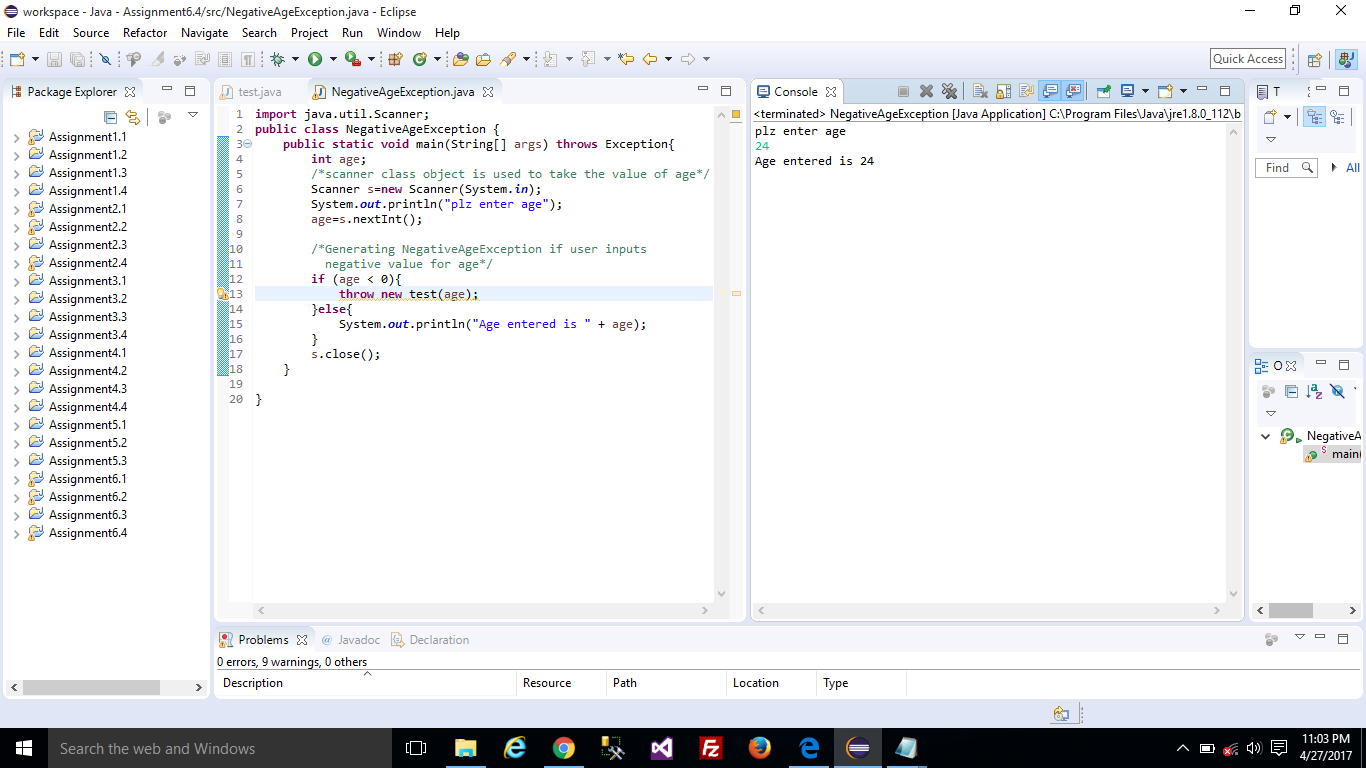 workspace - Java - Assignment6.4/src/NegativeAgeException.java - Eclipse
File Edit Source Refactor Navigate Search Project Run Window Help
Quick Access
Package Explorer
Assignment1.1
Assignment1.2
Assignment1.3
Assignment1.4
Assignment2.1
Assignment2.2
Assignment2.3
Assignment2.4
Assignment3.1
Assignment3.2
Assignment3.3
Assignment3.4
Assignment4.1
Assignment4.2
Assignment4.3
Assignment4.4
Assignment5.1
Assignment5.2
Assignment5.3
Assignment6.1
Assignment6.2
Assignment6.3
Assignment6.4
test.java NegativeAgeException.java
1 import java.util.Scanner;
2 public class NegativeAgeException {
3 public static void main(String[] args) throws Exception{
4 int age;
5 /*scanner class object is used to take the value of age*/
6 Scanner s=new Scanner(System.in);
7 System.out.println("plz enter age");
8 age=s.nextInt();
9
10 /*Generating NegativeAgeException if user inputs
11 negative value for age*/
12 if (age < 0){
13 throw new test(age);
14 }else{
15 System.out.println("Age entered is " + age);
16 }
17 s.close();
18 }
19
20 }
Console
<terminated> NegativeAgeException [Java Application] C:\Program Files\Java\jre1.8.0_112\b
plz enter age
24
Age entered is 24
T
Find All
O
NegativeA
main(
Problems @ Javadoc Declaration
0 errors, 9 warnings, 0 others
Description Resource Path Location Type
Search the web and Windows
11:03 PM
4/27/2017